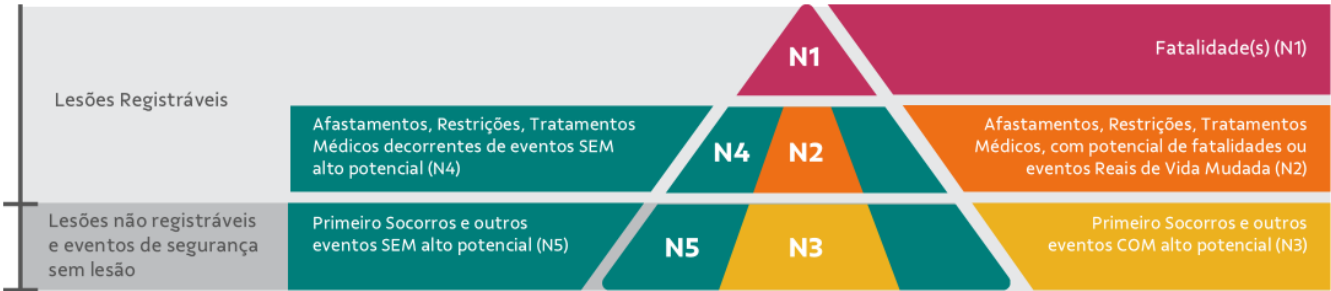 N1
Fatalidade(s) (N1)
Lesões Registráveis
Afastamentos, Restrições, Tratamentos
Médicos decorrentes de eventos SEM
alto potencial (N4)
N4
N2
Afastamentos, Restrições, Tratamentos
Médicos, com potencial de fatalidades ou
eventos Reais de Vida Mudada (N2)
Lesões não registráveis
e eventos de segurança
sem lesão
Primeiro Socorros e outros
eventos SEM alto potencial (N5)
N5
N3
Primeiro Socorros e outros
eventos COM alto potencial (N3)